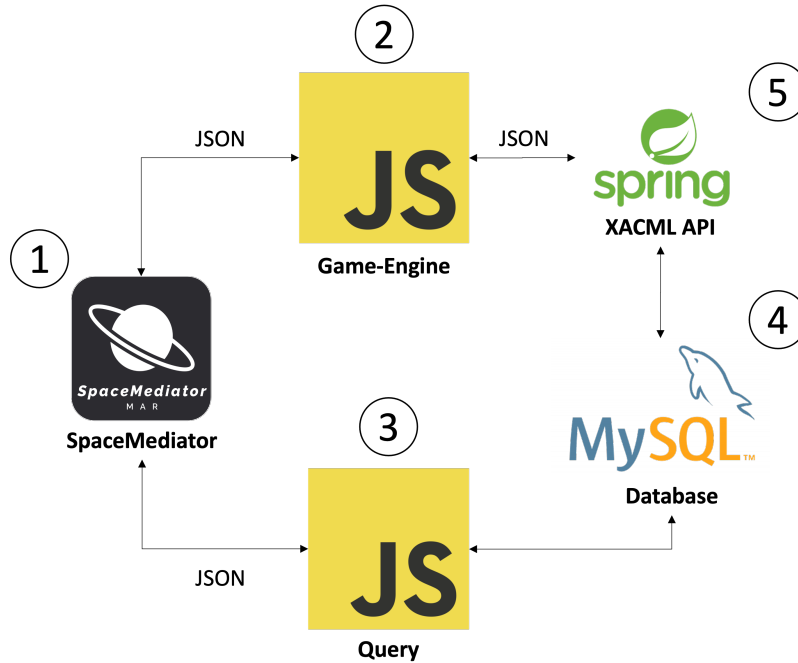 2
5
JSON
JSON
JS
spring
XACML API
Game-Engine
1
SpaceMediator
MAR
SpaceMediator
4
MySQL™
Database
3
JS
JSON
Query